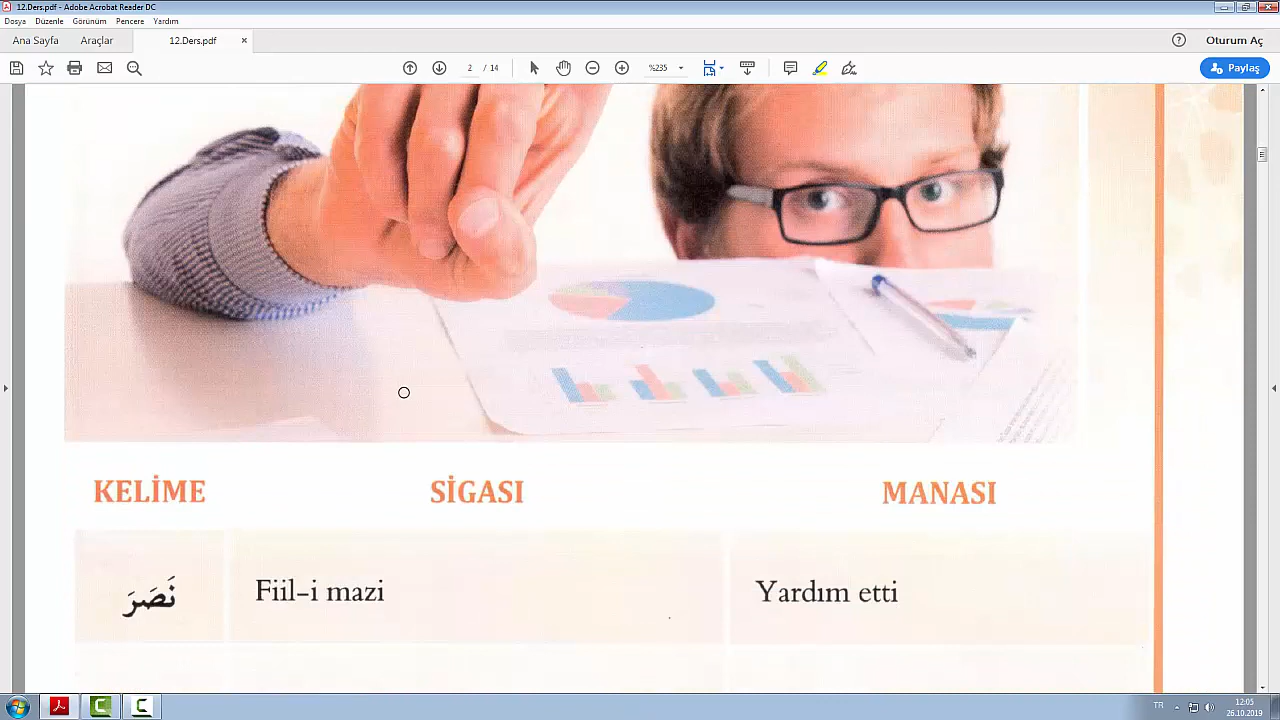 12.Ders.pdf - Adobe Acrobat Reader DC
Dosya Düzenle Görünüm Pencere Yardım
Ana Sayfa Araçlar 12.Ders.pdf × Oturum Aç
2 / 14 %235 Paylaş
KELİME SİGASI MANASI
نَصَرَ Fiil-i mazi Yardım etti
TR 12:05
26.10.2019